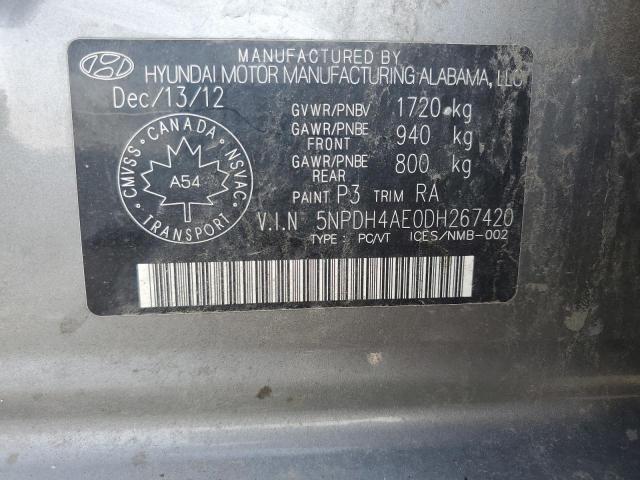 MANUFACTURED BY
HYUNDAI MOTOR MANUFACTURING ALABAMA, LLC
Dec/13/12
GVWR/PNBV 1720 kg
GAWR/PNBE FRONT 940 kg
GAWR/PNBE REAR 800 kg
PAINT P3 TRIM RA
V.I.N 5NPDH4AE0DH267420
TYPE: PC/VT ICES/NMB-002
CANADA
CMVSS NSVAC
A54
TRANSPORT